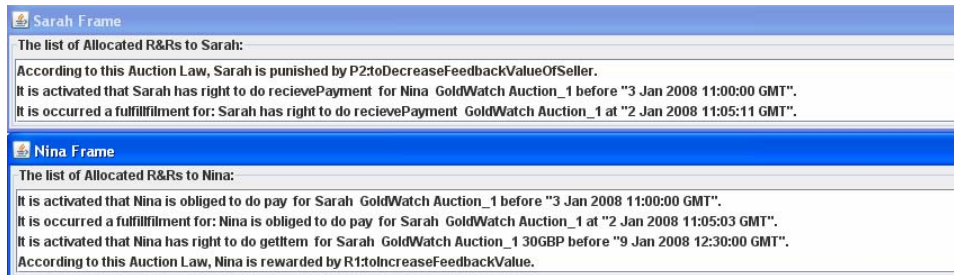 Sarah Frame
The list of Allocated R&Rs to Sarah:
According to this Auction Law, Sarah is punished by P2:toDecreaseFeedbackValueOfSeller.
It is activated that Sarah has right to do recievePayment for Nina GoldWatch Auction_1 before "3 Jan 2008 11:00:00 GMT".
It is occurred a fulfillfilment for: Sarah has right to do recievePayment GoldWatch Auction_1 at "2 Jan 2008 11:05:11 GMT".
Nina Frame
The list of Allocated R&Rs to Nina:
It is activated that Nina is obliged to do pay for Sarah GoldWatch Auction_1 before "3 Jan 2008 11:00:00 GMT".
It is occurred a fulfillfilment for: Nina is obliged to do pay for Sarah GoldWatch Auction_1 at "2 Jan 2008 11:05:03 GMT".
It is activated that Nina has right to do getItem for Sarah GoldWatch Auction_1 30GBP before "9 Jan 2008 12:30:00 GMT".
According to this Auction Law, Nina is rewarded by R1:toIncreaseFeedbackValue.